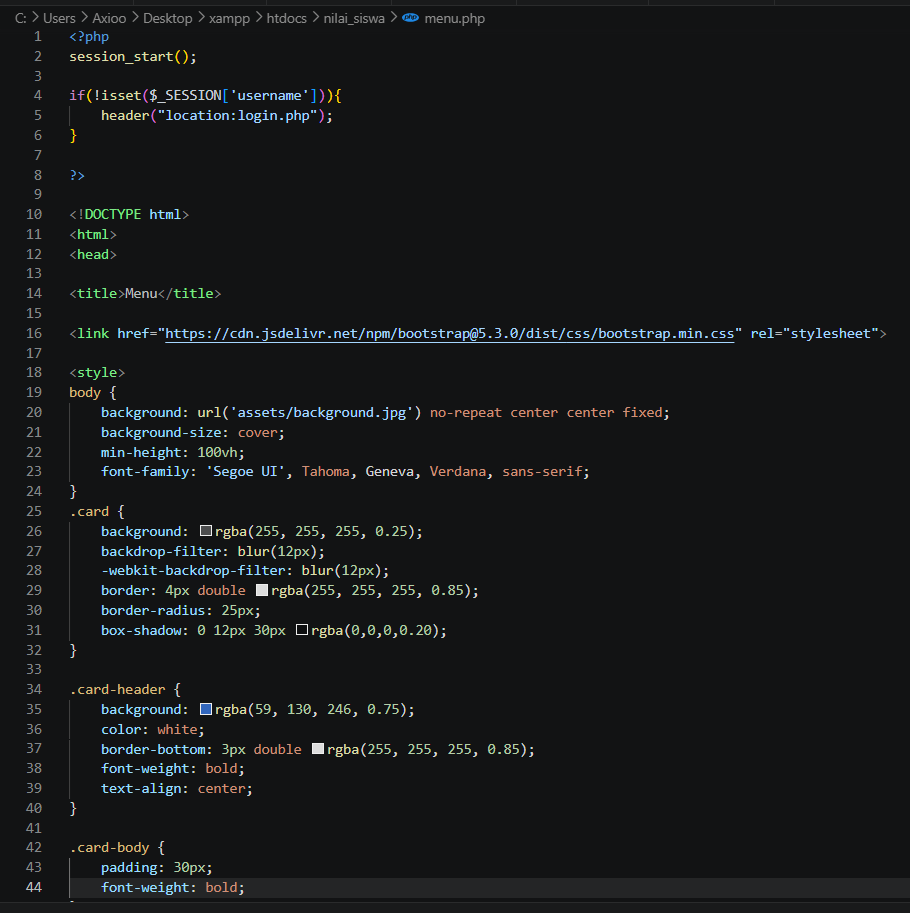 C: > Users > Axioo > Desktop > xampp > htdocs > nilai_siswa > php menu.php
1 <?php
2 session_start();
3
4 if(!isset($_SESSION['username'])){
5     header("location:login.php");
6 }
7
8 ?>
9
10 <!DOCTYPE html>
11 <html>
12 <head>
13
14 <title>Menu</title>
15
16 <link href="https://cdn.jsdelivr.net/npm/bootstrap@5.3.0/dist/css/bootstrap.min.css" rel="stylesheet">
17
18 <style>
19 body {
20     background: url('assets/background.jpg') no-repeat center center fixed;
21     background-size: cover;
22     min-height: 100vh;
23     font-family: 'Segoe UI', Tahoma, Geneva, Verdana, sans-serif;
24 }
25 .card {
26     background: rgba(255, 255, 255, 0.25);
27     backdrop-filter: blur(12px);
28     -webkit-backdrop-filter: blur(12px);
29     border: 4px double rgba(255, 255, 255, 0.85);
30     border-radius: 25px;
31     box-shadow: 0 12px 30px rgba(0,0,0,0.20);
32 }
33
34 .card-header {
35     background: rgba(59, 130, 246, 0.75);
36     color: white;
37     border-bottom: 3px double rgba(255, 255, 255, 0.85);
38     font-weight: bold;
39     text-align: center;
40 }
41
42 .card-body {
43     padding: 30px;
44     font-weight: bold;